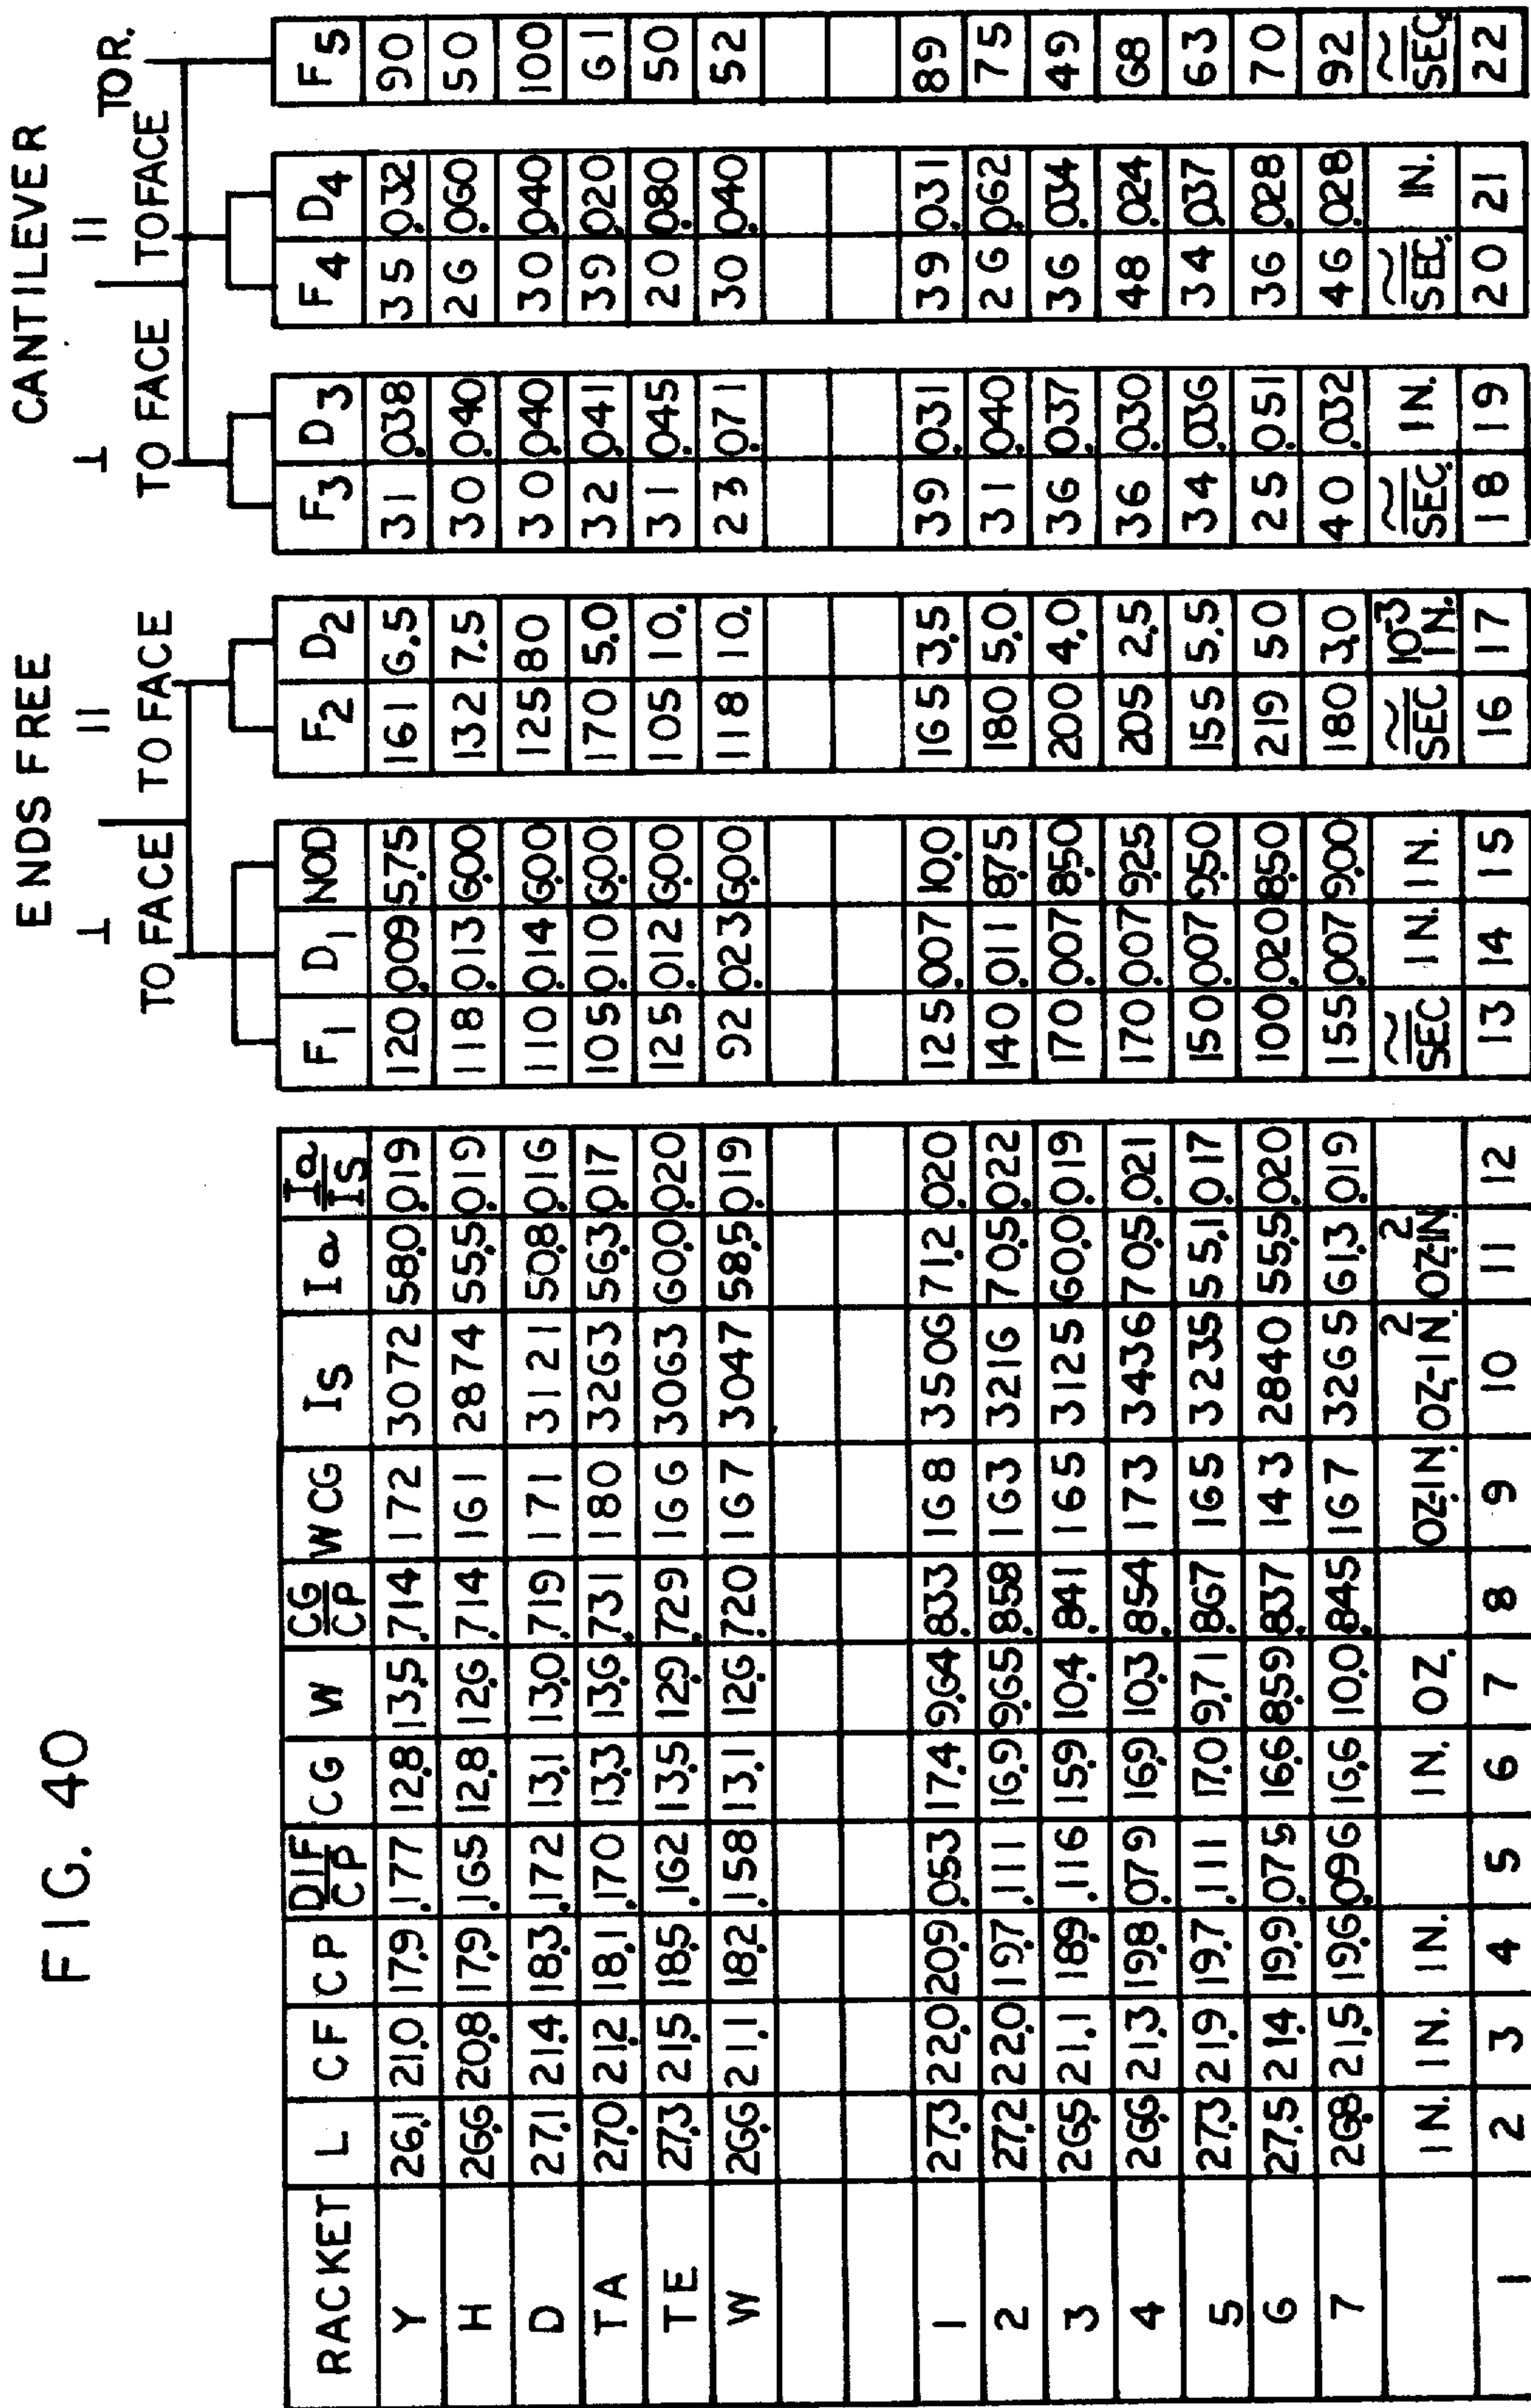 FIG. 40
ENDS FREE CANTILEVER
⊥ TO FACE || TO FACE ⊥ TO FACE || TO FACE TOR.
RACKET L CF CP DIF/CP CG W CG/CP WCG Is Ia Ia/Is F1 D1 NOD F2 D2 F3 D3 F4 D4 F5
Y 26.1 21.0 17.9 .177 12.8 13.5 .714 172 3072 58.0 .019 120 .009 5.75 161 6.5 31 .038 35 .032 90
H 26.6 20.8 17.9 .165 12.8 12.6 .714 161 2874 55.5 .019 118 .013 6.00 132 7.5 30 .040 26 .060 50
D 27.1 21.4 18.3 .172 13.1 13.0 .719 171 3121 50.8 .016 110 .014 6.00 125 80 30 .040 30 .040 100
TA 27.0 21.2 18.1 .170 13.3 13.6 .731 180 3263 56.3 .017 105 .010 6.00 170 5.0 32 .041 39 .020 61
TE 27.3 21.5 18.5 .162 13.5 12.9 .729 166 3063 60.0 .020 125 .012 6.00 105 10. 31 .045 20 .080 50
W 26.6 21.1 18.2 .158 13.1 12.6 .720 167 3047 58.5 .019 92 .023 6.00 118 10. 23 .071 30 .040 52
1 27.3 22.0 20.9 .053 17.4 9.64 .833 168 3506 71.2 .020 125 .007 10.0 165 3.5 39 .031 39 .031 89
2 27.2 22.0 19.7 .111 16.9 9.65 .858 163 3216 70.5 .022 140 .011 8.75 180 5.0 31 .040 26 .062 75
3 26.5 21.1 18.9 .116 15.9 10.4 .841 165 3125 60.0 .019 170 .007 8.50 200 4.0 36 .037 36 .034 49
4 26.6 21.3 19.8 .079 16.9 10.3 .854 173 3436 70.5 .021 170 .007 9.25 205 2.5 36 .030 48 .024 68
5 27.3 21.9 19.7 .111 17.0 9.71 .867 165 3235 55.1 .017 150 .007 9.50 155 5.5 34 .036 34 .037 63
6 27.5 21.4 19.9 .075 16.6 8.59 .837 143 2840 55.5 .020 100 .020 8.50 219 50 25 .051 36 .028 70
7 26.8 21.5 19.6 .096 16.6 10.0 .845 167 3265 61.3 .019 155 .007 9.00 180 3.0 40 .032 46 .028 92
IN. IN. IN. IN. OZ. OZ-IN. OZ-IN.2 OZ-IN2 ~/SEC IN. IN. ~/SEC 10-3 IN. ~/SEC. IN. ~/SEC. IN. ~/SEC.
1 2 3 4 5 6 7 8 9 10 11 12 13 14 15 16 17 18 19 20 21 22